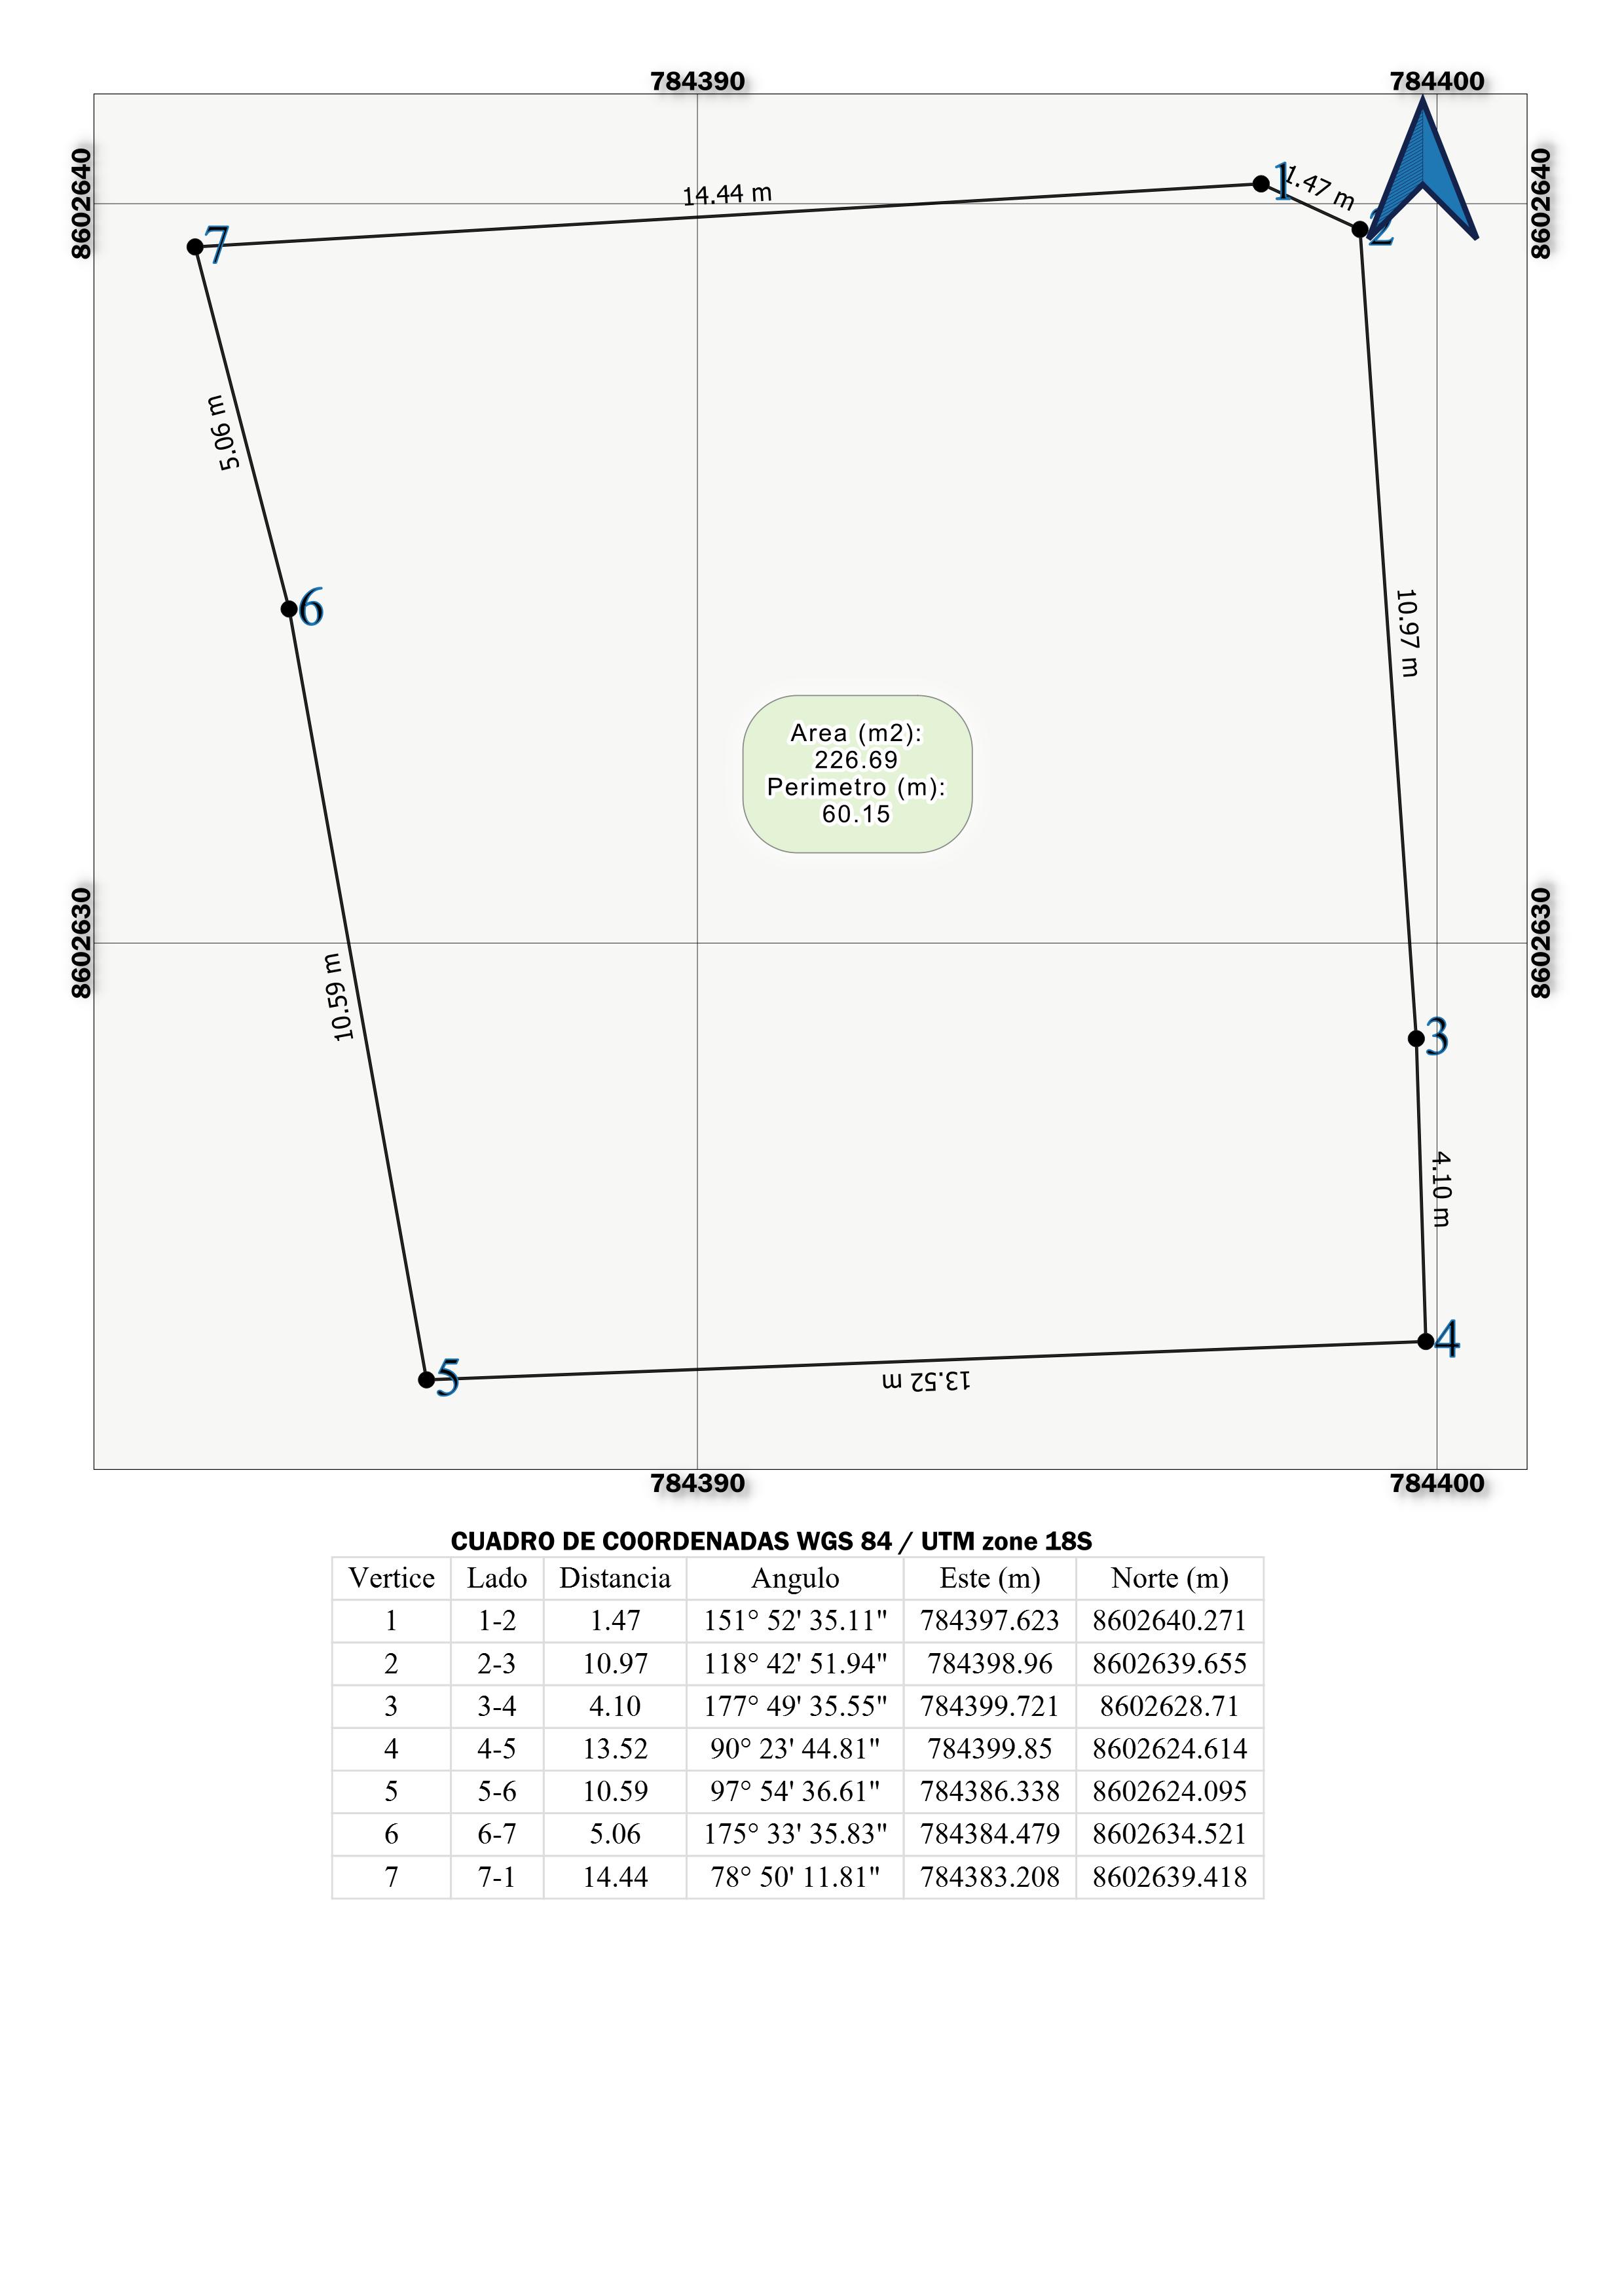 784390 784400
8602640 8602640
14.44 m
1
1.47 m
2
7
5.06 m
6
10.97 m
Area (m2):
226.69
Perimetro (m):
60.15
8602630 8602630
10.59 m
3
4.10 m
4
5
13.52 m
784390 784400
CUADRO DE COORDENADAS WGS 84 / UTM zone 18S
Vertice Lado Distancia Angulo Este (m) Norte (m)
1 1-2 1.47 151° 52' 35.11" 784397.623 8602640.271
2 2-3 10.97 118° 42' 51.94" 784398.96 8602639.655
3 3-4 4.10 177° 49' 35.55" 784399.721 8602628.71
4 4-5 13.52 90° 23' 44.81" 784399.85 8602624.614
5 5-6 10.59 97° 54' 36.61" 784386.338 8602624.095
6 6-7 5.06 175° 33' 35.83" 784384.479 8602634.521
7 7-1 14.44 78° 50' 11.81" 784383.208 8602639.418